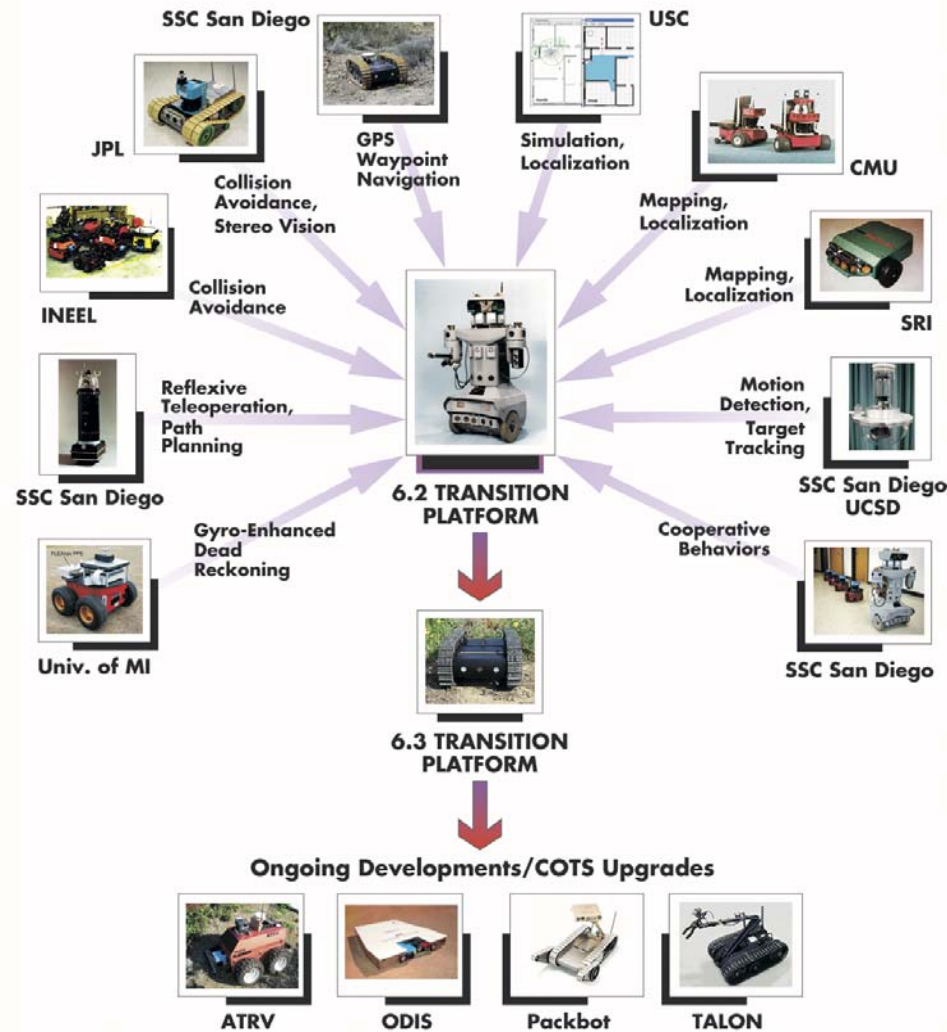 SSC San Diego
USC
JPL
GPS
Waypoint
Navigation
Simulation,
Localization
CMU
Collision
Avoidance,
Stereo Vision
Mapping,
Localization
INEEL
Collision
Avoidance
Mapping,
Localization
SRI
Reflexive
Teleoperation,
Path
Planning
Motion
Detection,
Target
Tracking
SSC San Diego
SSC San Diego
UCSD
6.2 TRANSITION
PLATFORM
Gyro-Enhanced
Dead
Reckoning
Cooperative
Behaviors
Univ. of MI
SSC San Diego
6.3 TRANSITION
PLATFORM
Ongoing Developments/COTS Upgrades
ATRV
ODIS
Packbot
TALON